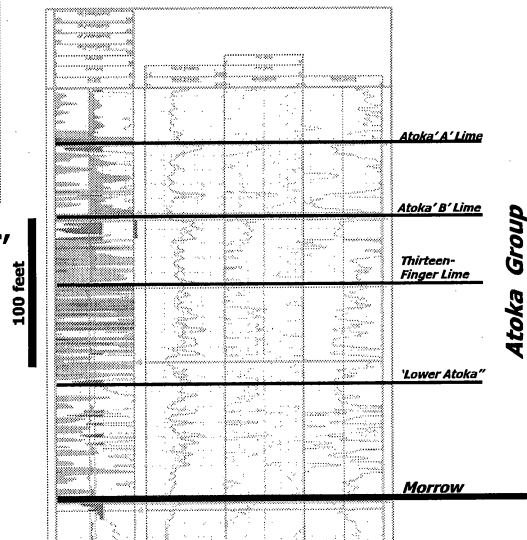 Atoka' A' Lime
Atoka' B' Lime
Thirteen-
Finger Lime
'Lower Atoka"
Morrow
100 feet
Atoka Group